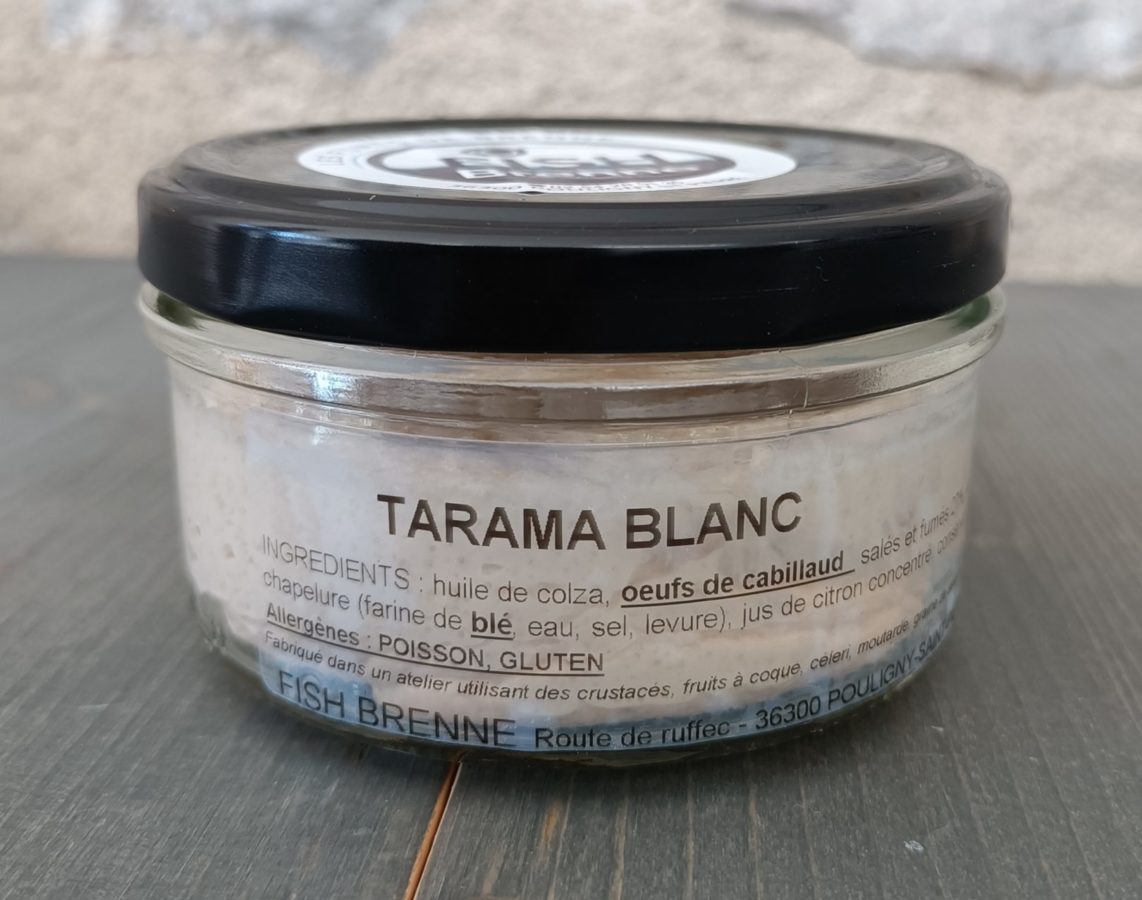 FISH
TARAMA BLANC
INGREDIENTS : huile de colza, oeufs de cabillaud salés et fumés
chapelure (farine de blé, eau, sel, levure), jus de citron concentré,
Allergènes : POISSON, GLUTEN
Fabriqué dans un atelier utilisant des crustacés, fruits à coque, céleri, moutarde,
FISH BRENNE Route de ruffec - 36300 POULIGNY-SAINT